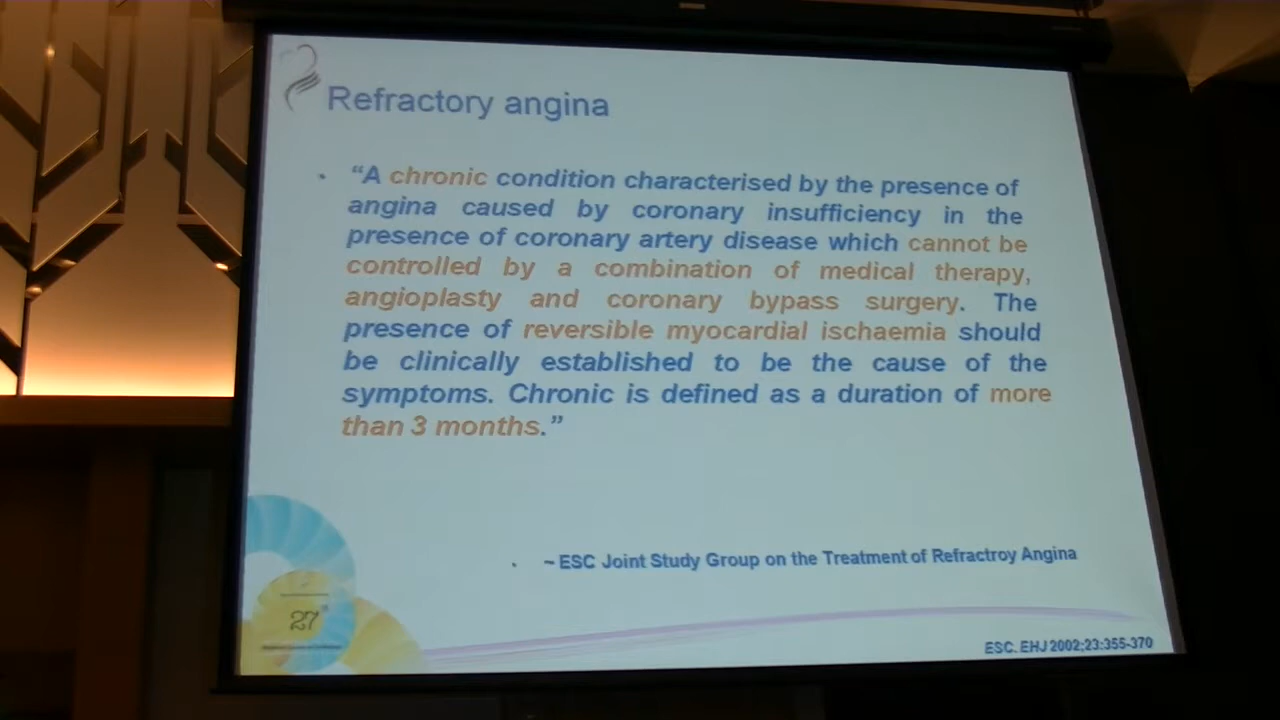 Refractory angina
• “A chronic condition characterised by the presence of
angina caused by coronary insufficiency in the
presence of coronary artery disease which cannot be
controlled by a combination of medical therapy,
angioplasty and coronary bypass surgery. The
presence of reversible myocardial ischaemia should
be clinically established to be the cause of the
symptoms. Chronic is defined as a duration of more
than 3 months.”
• ~ ESC Joint Study Group on the Treatment of Refractroy Angina
27
ESC. EHJ 2002;23:355-370